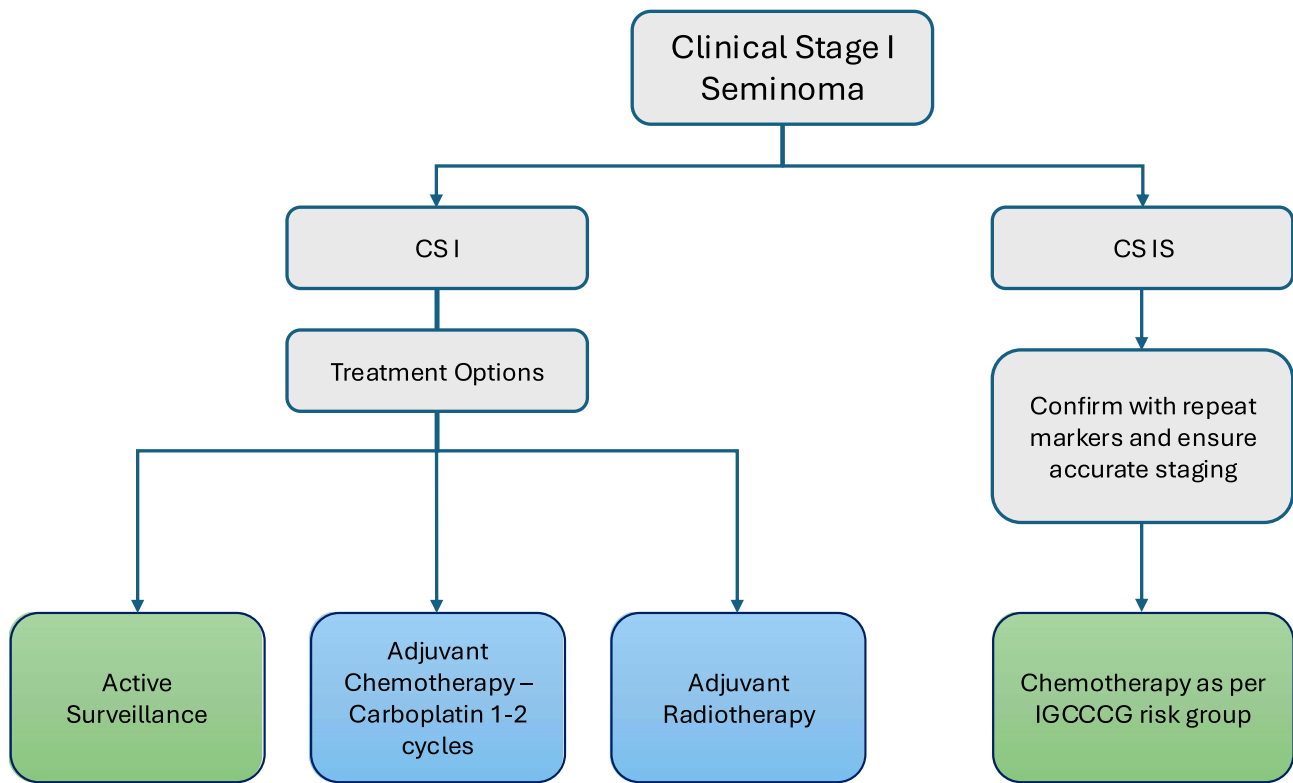 Clinical Stage I
Seminoma
CS I
CS IS
Treatment Options
Confirm with repeat
markers and ensure
accurate staging
Active
Surveillance
Adjuvant
Chemotherapy –
Carboplatin 1-2
cycles
Adjuvant
Radiotherapy
Chemotherapy as per
IGCCCG risk group